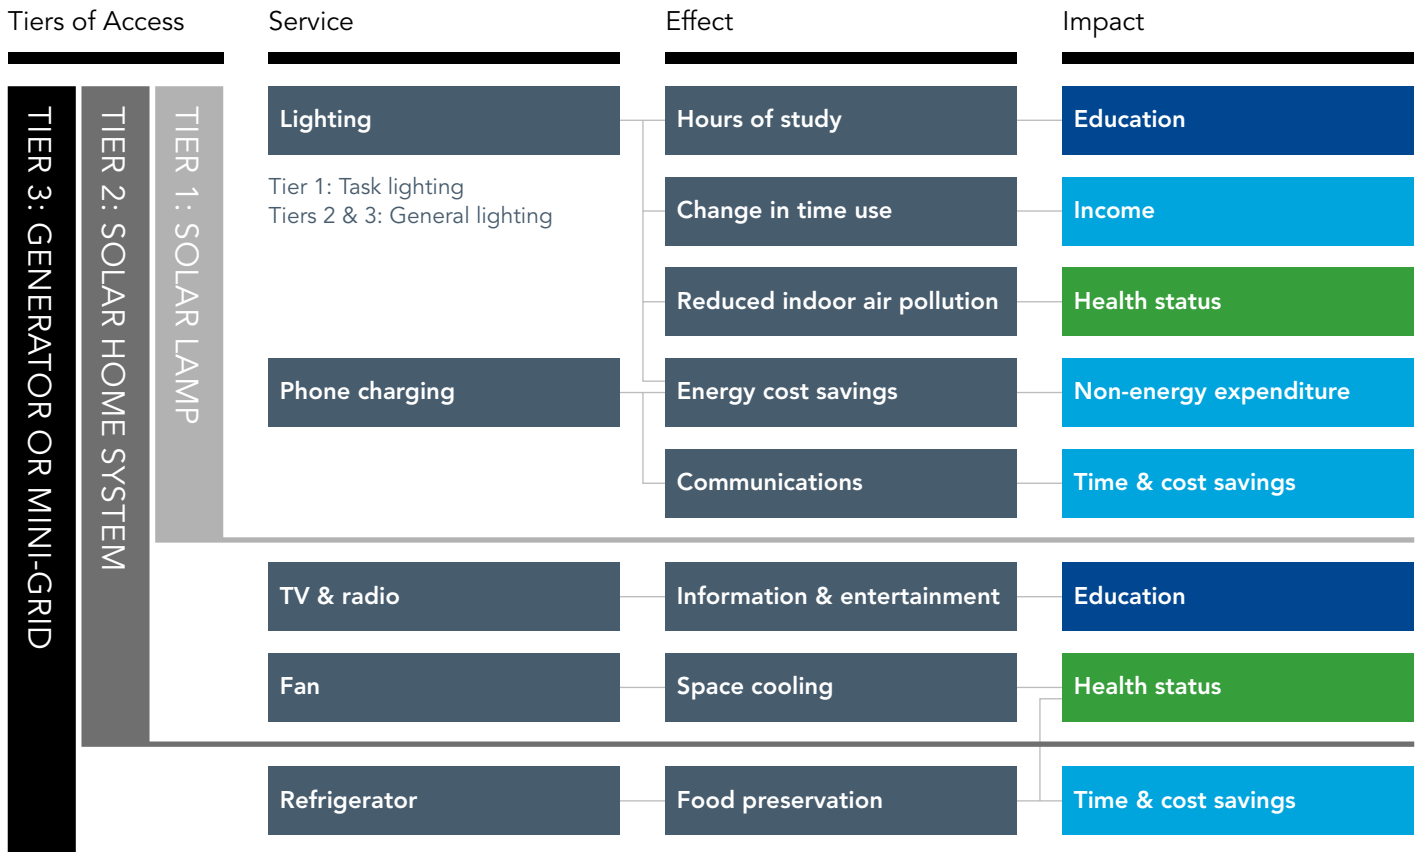 Tiers of Access
Service
Effect
Impact
TIER 3: GENERATOR OR MINI-GRID
TIER 2: SOLAR HOME SYSTEM
TIER 1: SOLAR LAMP
Lighting
Hours of study
Education
Tier 1: Task lighting
Tiers 2 & 3: General lighting
Change in time use
Income
Reduced indoor air pollution
Health status
Phone charging
Energy cost savings
Non-energy expenditure
Communications
Time & cost savings
TV & radio
Information & entertainment
Education
Fan
Space cooling
Health status
Refrigerator
Food preservation
Time & cost savings